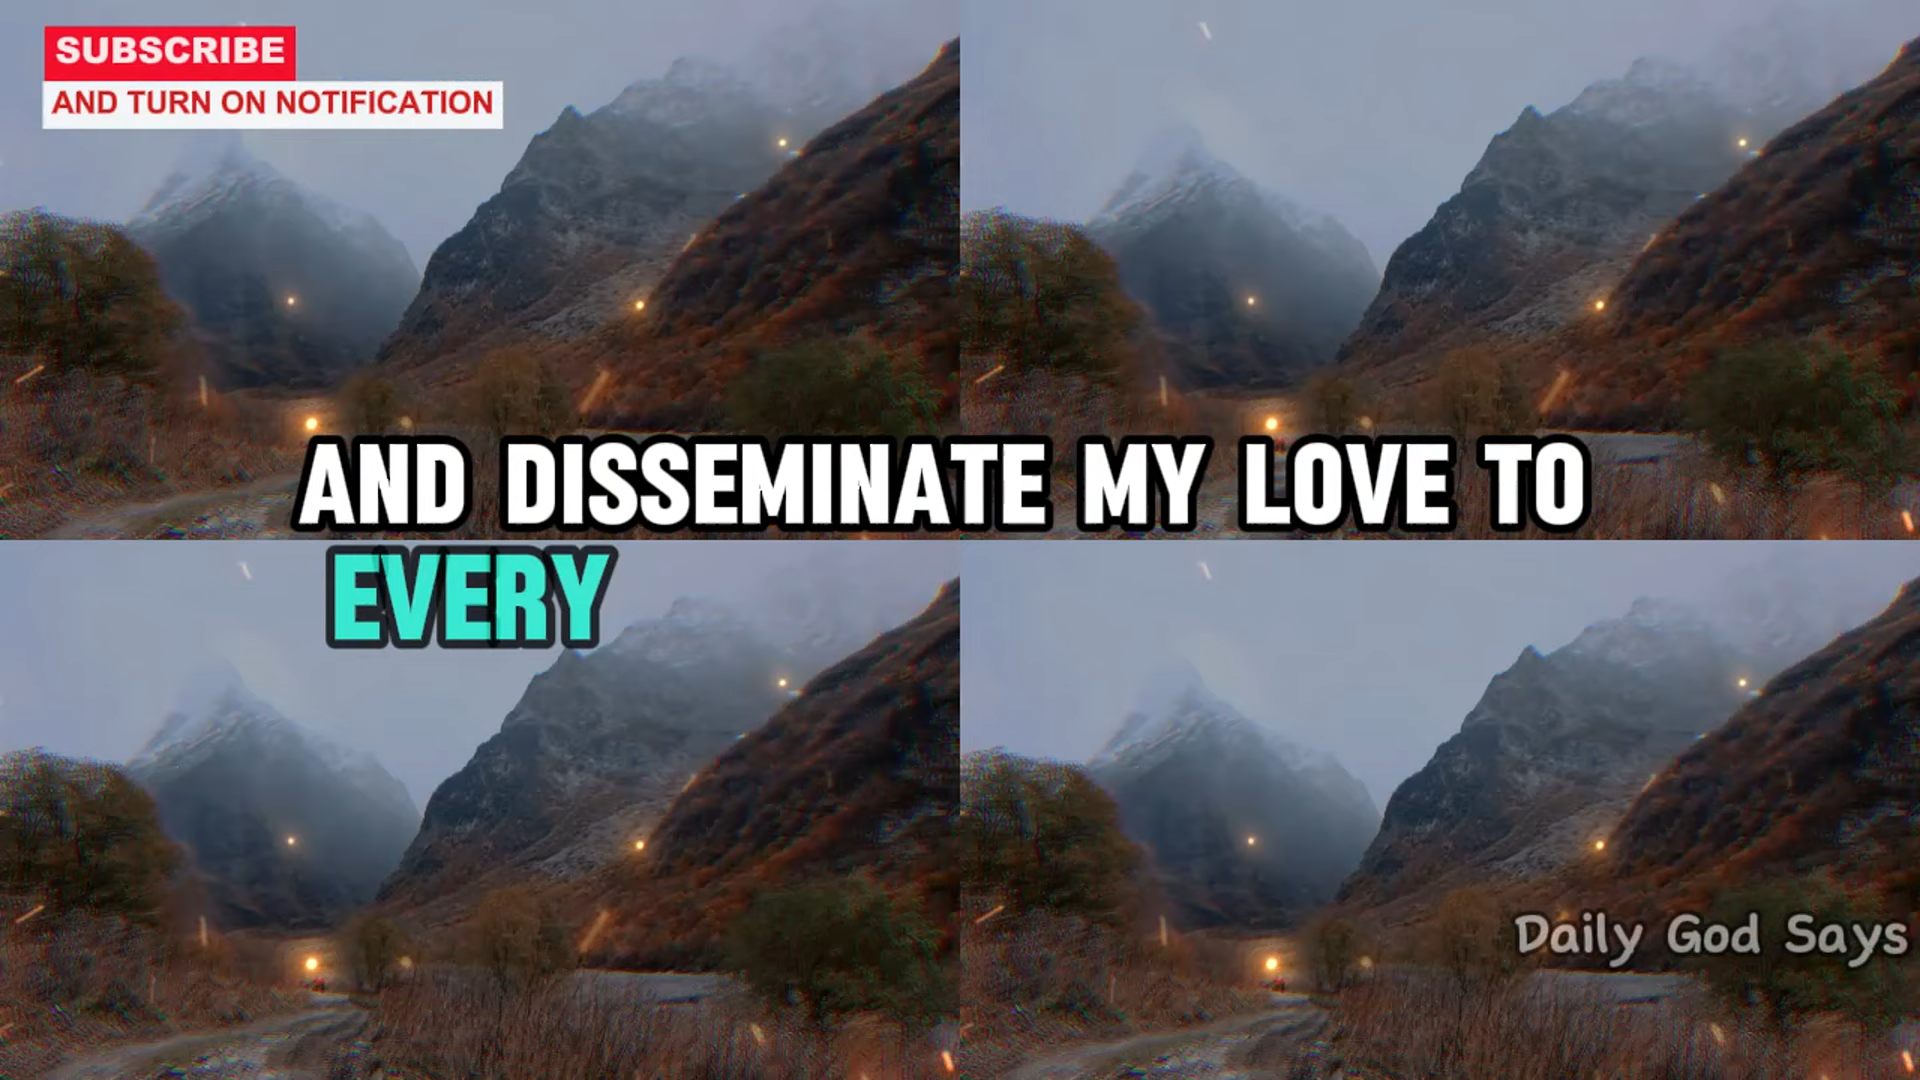 SUBSCRIBE
AND TURN ON NOTIFICATION
AND DISSEMINATE MY LOVE TO
EVERY
Daily God Says